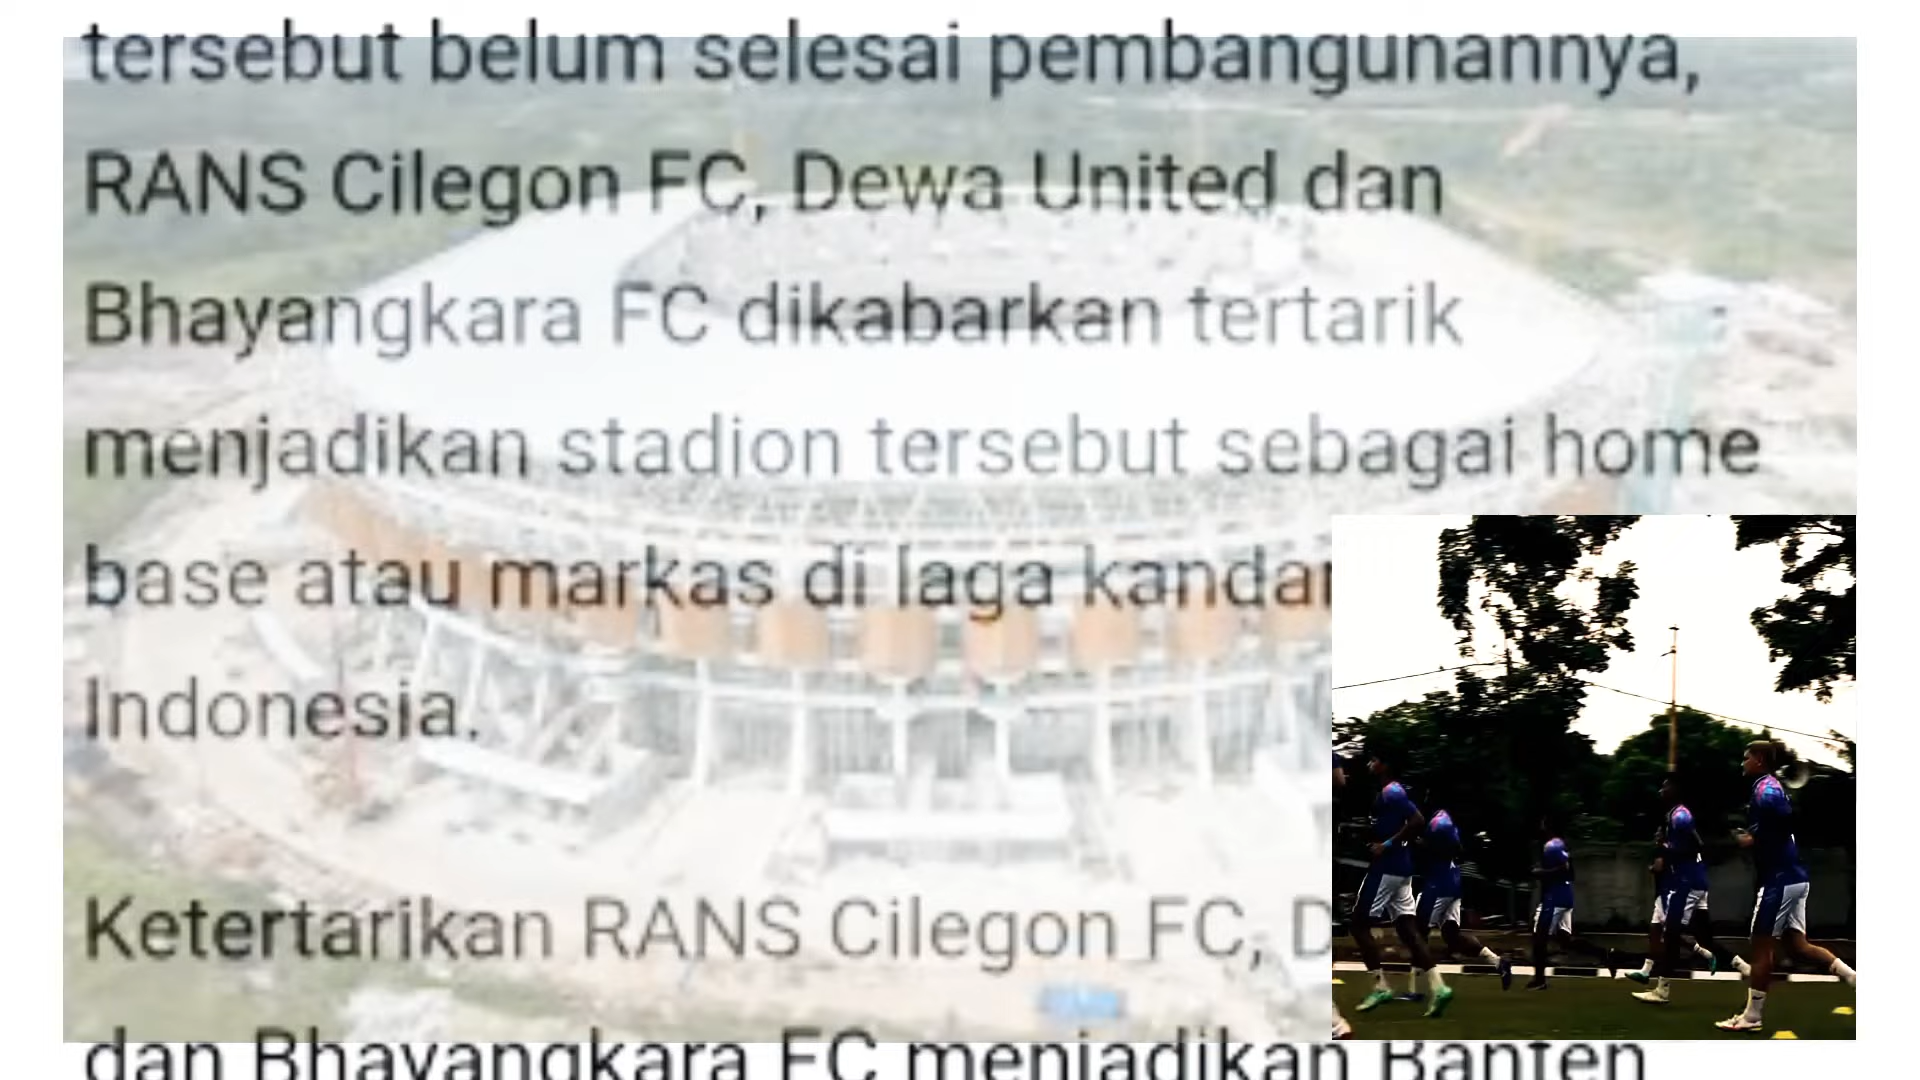 tersebut belum selesai pembangunannya,
RANS Cilegon FC, Dewa United dan
Bhayangkara FC dikabarkan tertarik
menjadikan stadion tersebut sebagai home
base atau markas di laga kandan
Indonesia.
Ketertarikan RANS Cilegon FC, D
dan Bhayangkara FC menjadikan Banten